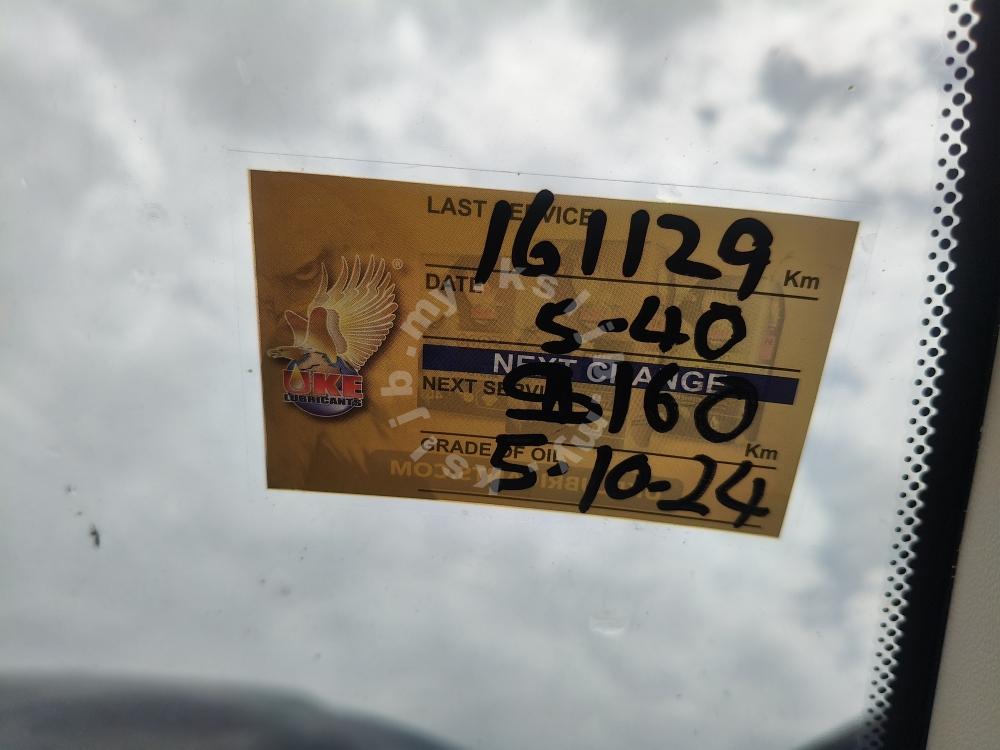 LAST SERVICE
161129 Km
DATE
5-40
NEXT CHANGE
NEXT SERVICE
160 Km
GRADE OF OIL
5-10-24
UKE
LUBRICANTS
®